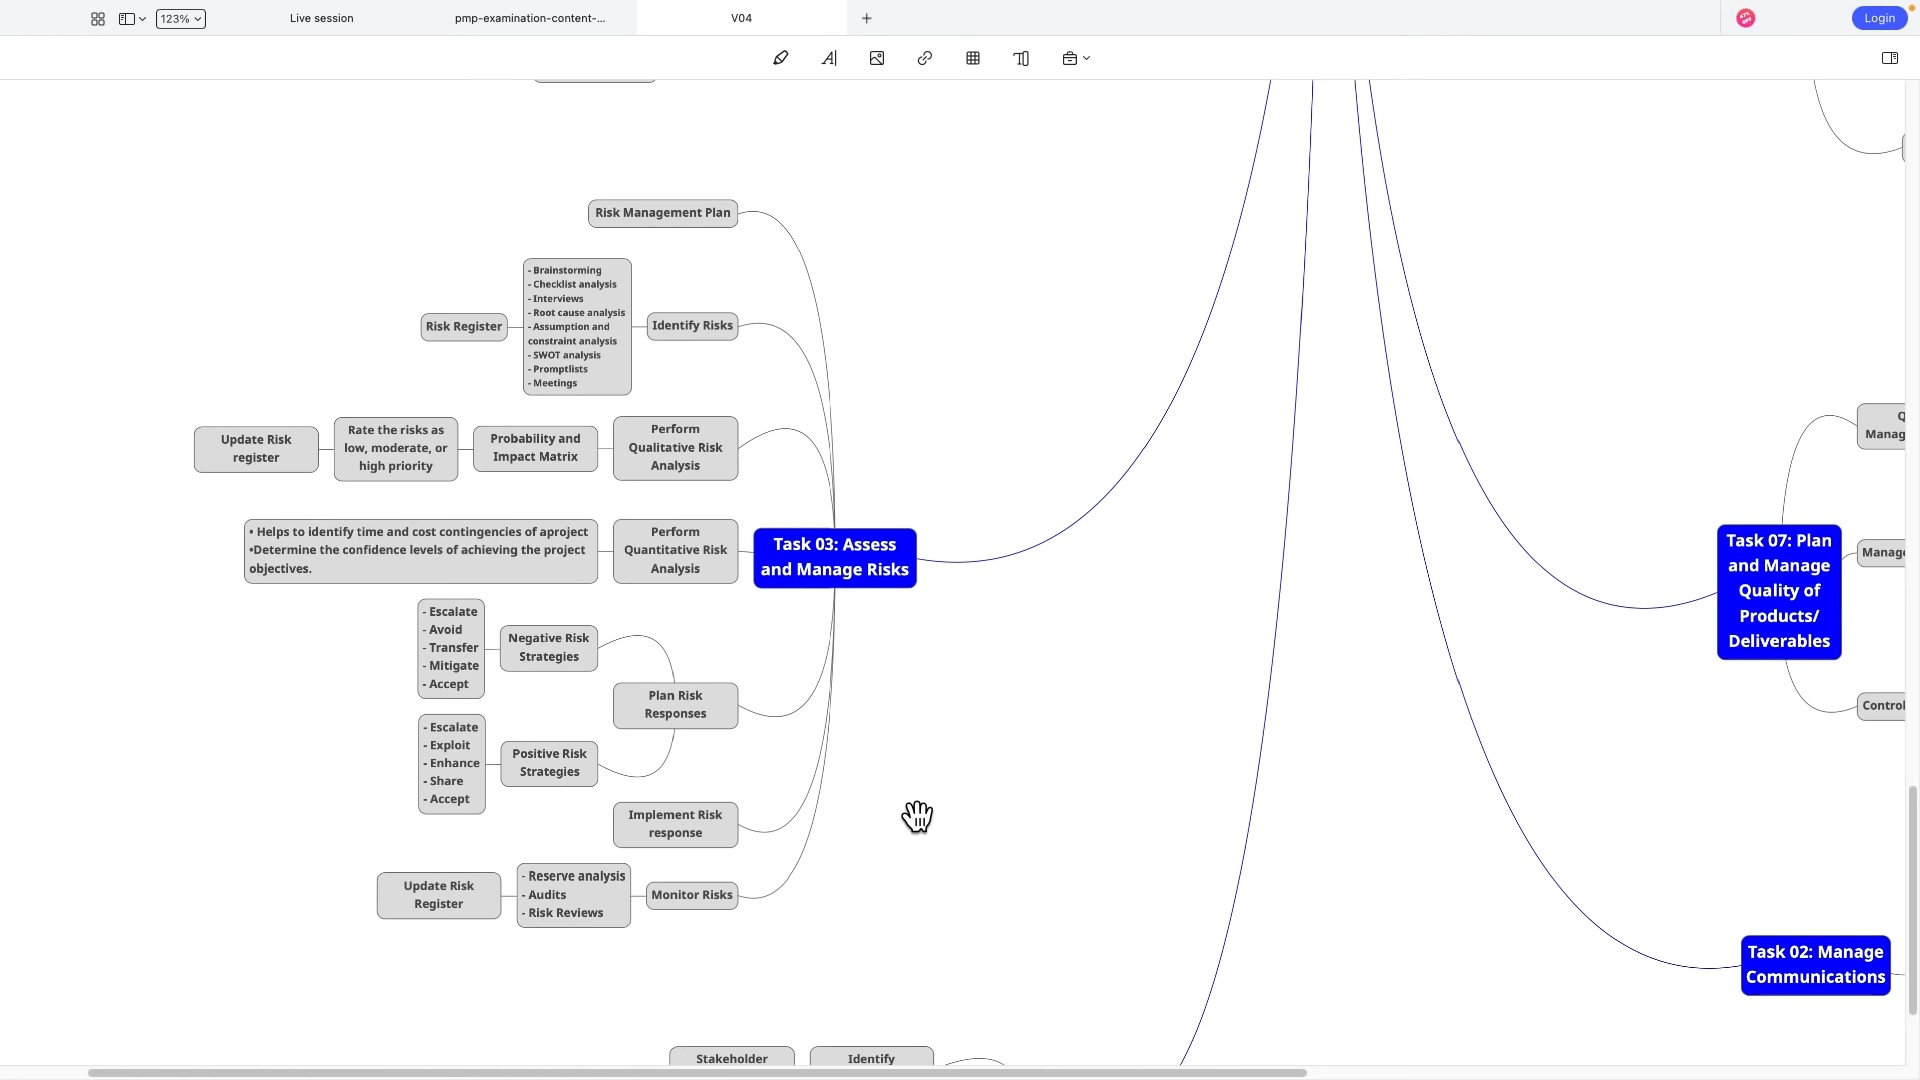 123%
Live session
pmp-examination-content-...
V04
47% OFF
Login
Risk Management Plan
- Brainstorming
- Checklist analysis
- Interviews
- Root cause analysis
- Assumption and
constraint analysis
- SWOT analysis
- Promptlists
- Meetings
Risk Register
Identify Risks
Update Risk
register
Rate the risks as
low, moderate, or
high priority
Probability and
Impact Matrix
Perform
Qualitative Risk
Analysis
• Helps to identify time and cost contingencies of aproject
•Determine the confidence levels of achieving the project
objectives.
Perform
Quantitative Risk
Analysis
Task 03: Assess
and Manage Risks
- Escalate
- Avoid
- Transfer
- Mitigate
- Accept
Negative Risk
Strategies
Plan Risk
Responses
- Escalate
- Exploit
- Enhance
- Share
- Accept
Positive Risk
Strategies
Implement Risk
response
Update Risk
Register
- Reserve analysis
- Audits
- Risk Reviews
Monitor Risks
Q
Manag
Manage
Control
Task 07: Plan
and Manage
Quality of
Products/
Deliverables
Task 02: Manage
Communications
Stakeholder
Identify